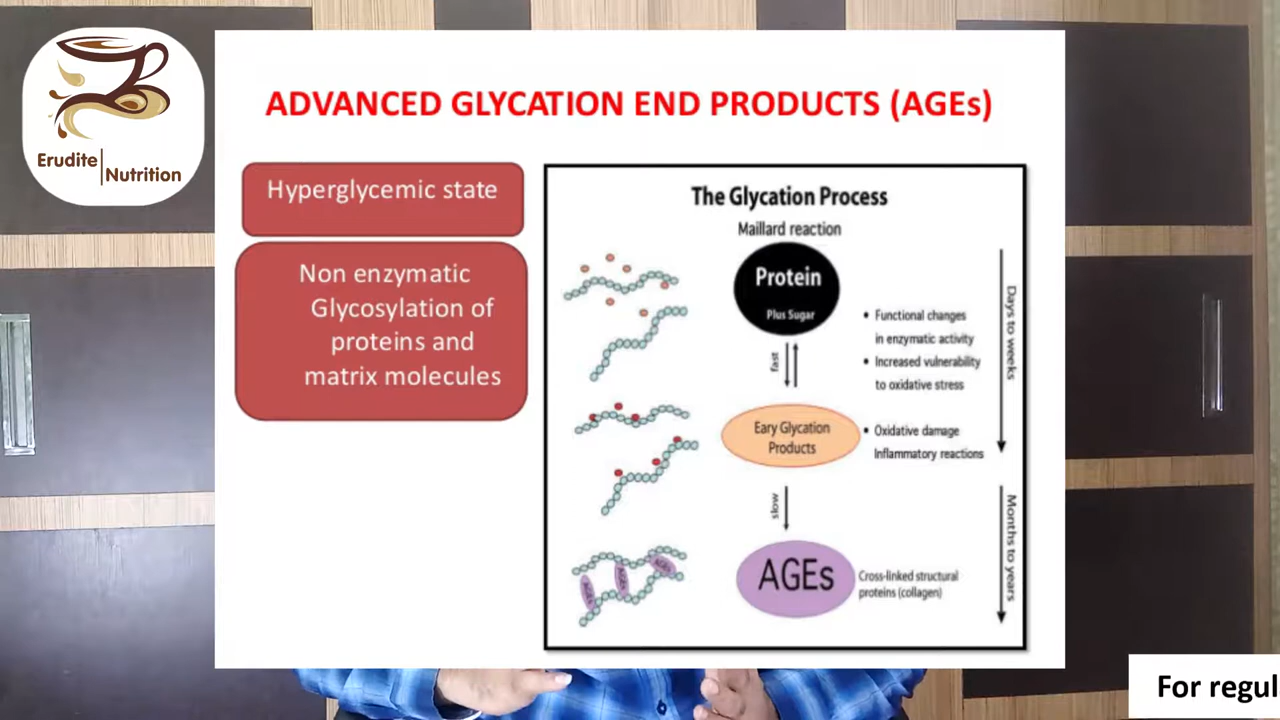 Erudite
Nutrition
ADVANCED GLYCATION END PRODUCTS (AGEs)
Hyperglycemic state
Non enzymatic
Glycosylation of
proteins and
matrix molecules
The Glycation Process
Maillard reaction
Protein
Plus Sugar
fast
• Functional changes
in enzymatic activity
• Increased vulnerability
to oxidative stress
Days to weeks
Eary Glycation
Products
• Oxidative damage
Inflammatory reactions
slow
Months to years
AGEs
Cross-linked structural
proteins (collagen)
AGEs
AGEs
AGEs
For regul